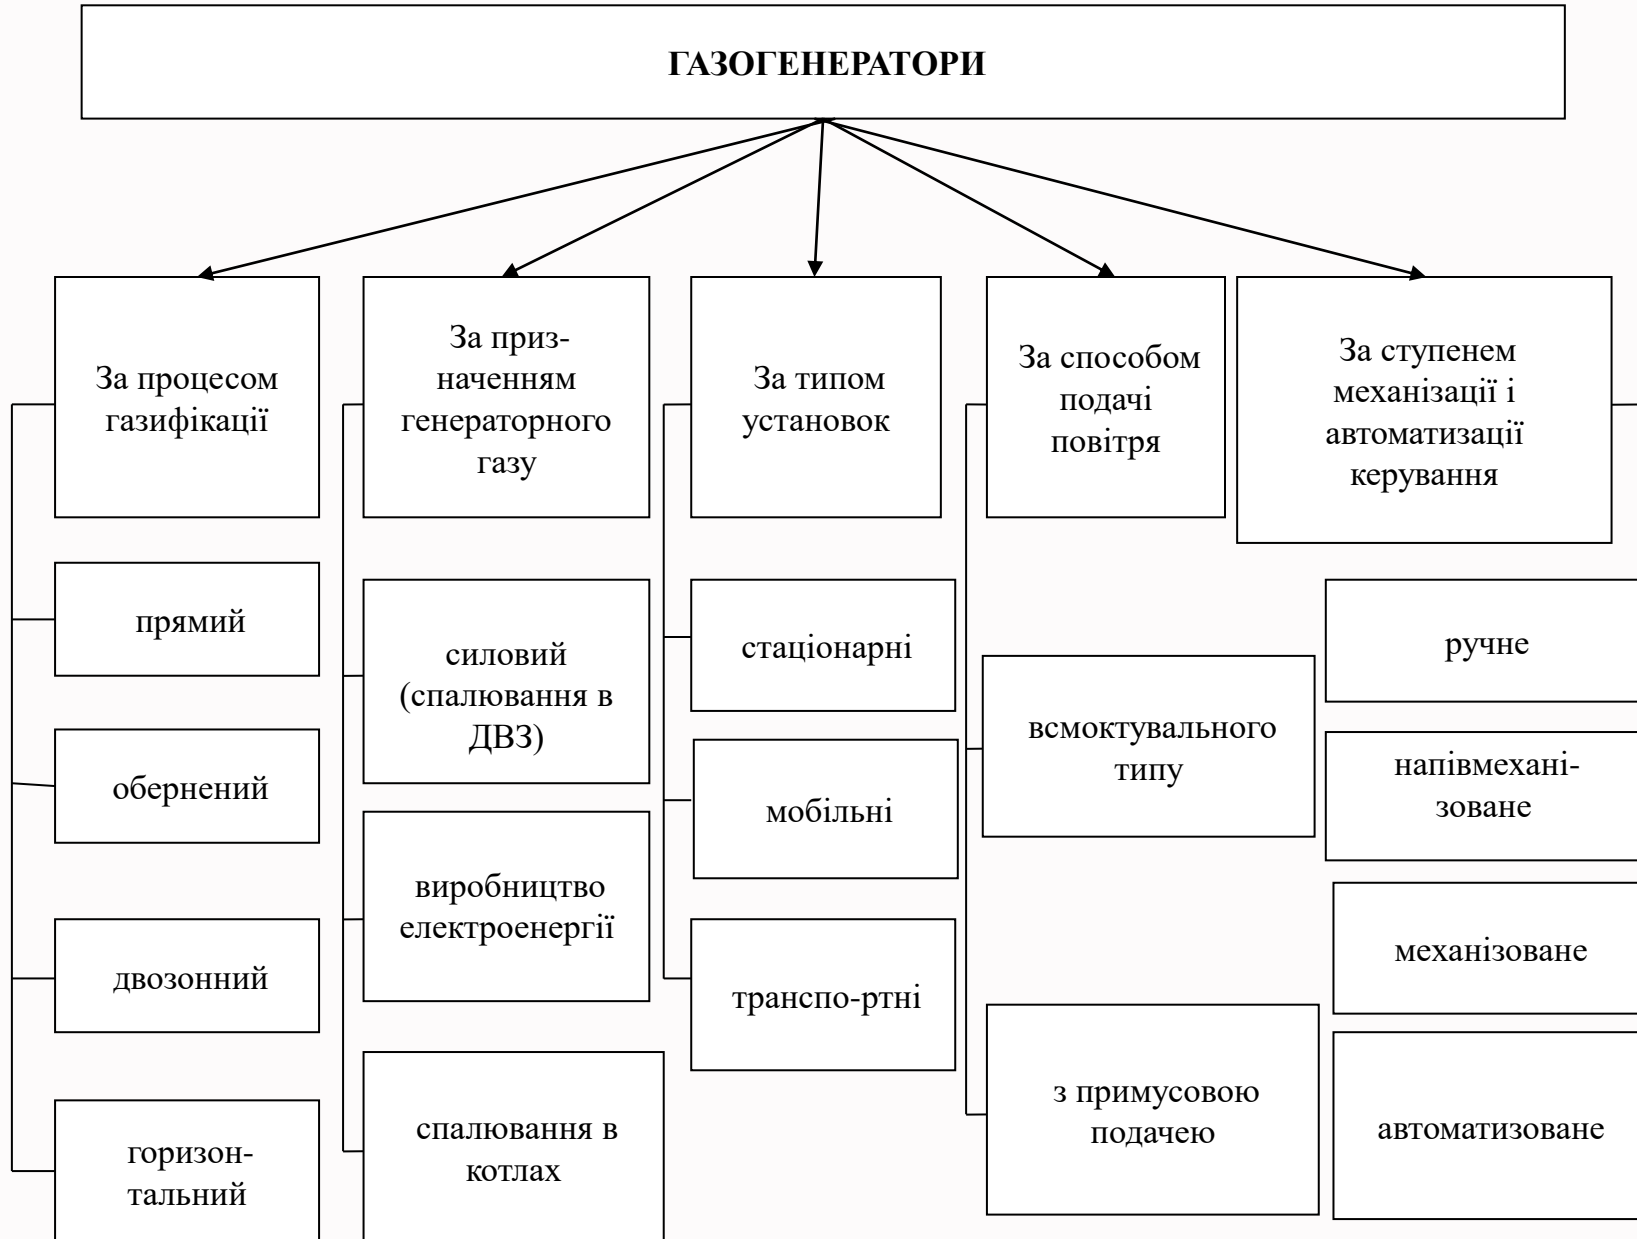 ГАЗОГЕНЕРАТОРИ
За процесом
газифікації
За приз-
наченням
генераторного
газу
За типом
установок
За способом
подачі
повітря
За ступенем
механізації і
автоматизації
керування
прямий
обернений
двозонний
горизон-
тальний
силовий
(спалювання в
ДВЗ)
виробництво
електроенергії
спалювання в
котлах
стаціонарні
мобільні
транспо-ртні
всмоктувального
типу
з примусовою
подачею
ручне
напівмехані-
зоване
механізоване
автоматизоване